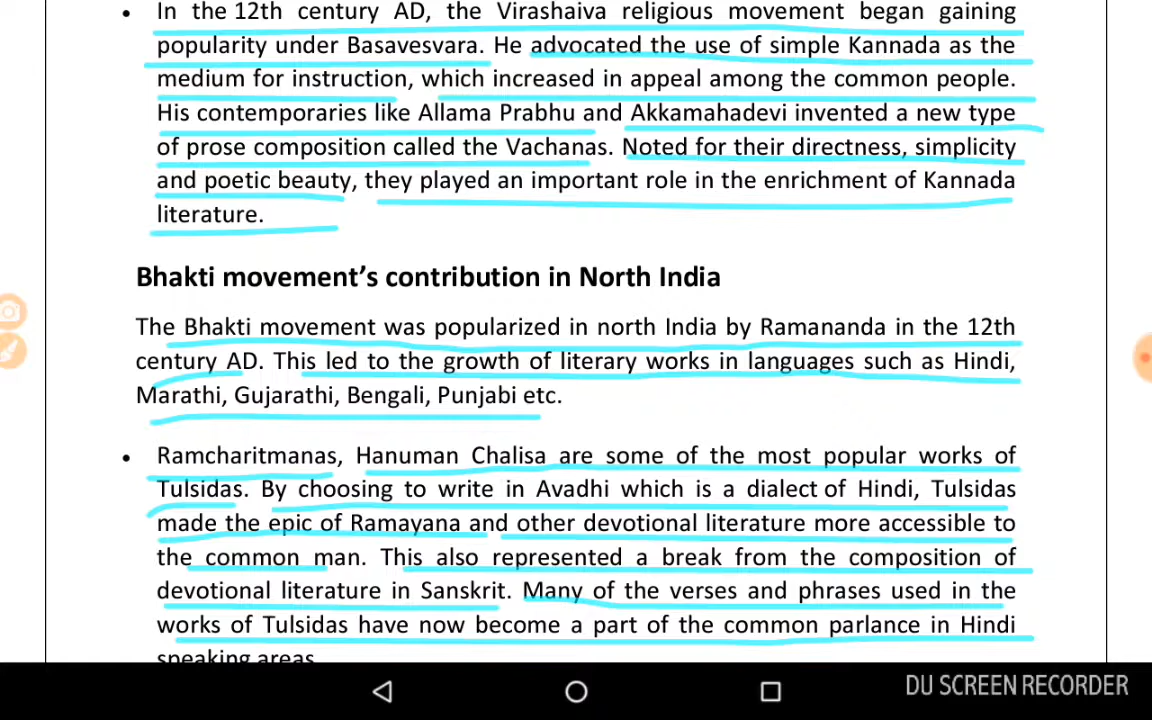 • In the 12th century AD, the Virashaiva religious movement began gaining
popularity under Basavesvara. He advocated the use of simple Kannada as the
medium for instruction, which increased in appeal among the common people.
His contemporaries like Allama Prabhu and Akkamahadevi invented a new type
of prose composition called the Vachanas. Noted for their directness, simplicity
and poetic beauty, they played an important role in the enrichment of Kannada
literature.
Bhakti movement’s contribution in North India
The Bhakti movement was popularized in north India by Ramananda in the 12th
century AD. This led to the growth of literary works in languages such as Hindi,
Marathi, Gujarathi, Bengali, Punjabi etc.
• Ramcharitmanas, Hanuman Chalisa are some of the most popular works of
Tulsidas. By choosing to write in Avadhi which is a dialect of Hindi, Tulsidas
made the epic of Ramayana and other devotional literature more accessible to
the common man. This also represented a break from the composition of
devotional literature in Sanskrit. Many of the verses and phrases used in the
works of Tulsidas have now become a part of the common parlance in Hindi
speaking areas.
DU SCREEN RECORDER